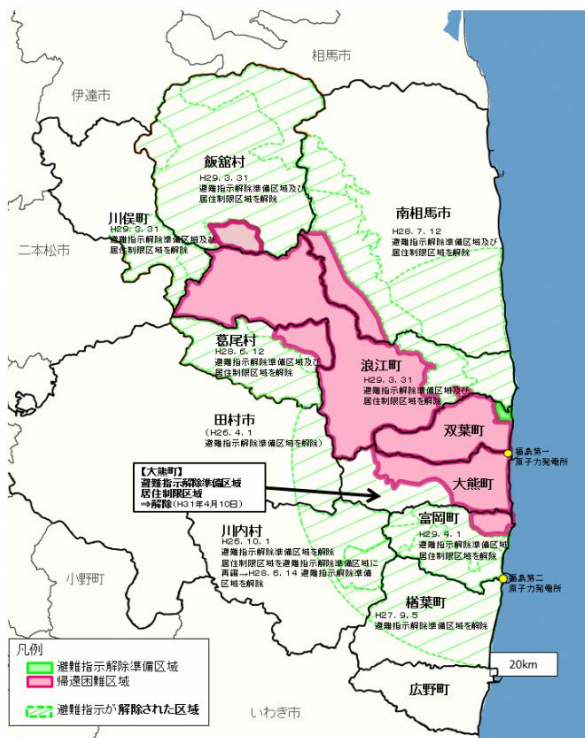 相馬市
伊達市
飯舘村
H29.3.31
避難指示解除準備区域及び
居住制限区域を解除
川俣町
H29.3.31
避難指示解除準備区域及び
居住制限区域を解除
南相馬市
H28.7.12
避難指示解除準備区域及び
居住制限区域を解除
二本松市
葛尾村
H28.6.12
避難指示解除準備区域及び
居住制限区域を解除
浪江町
H29.3.31
避難指示解除準備区域及び
居住制限区域を解除
田村市
(H26.4.1
避難指示解除準備区域を解除)
双葉町
福島第一
原子力発電所
【大熊町】
避難指示解除準備区域
居住制限区域
⇒解除(H31年4月10日)
大熊町
富岡町
H29.4.1
避難指示解除準備区域
居住制限区域を解除
川内村
H26.10.1
避難指示解除準備区域を解除
居住制限区域を避難指示解除準備区域に
再編→H28.6.14 避難指示解除準備区域
を解除
小野町
福島第二
原子力発電所
楢葉町
H27.9.5
避難指示解除準備区域を解除
凡例
避難指示解除準備区域
帰還困難区域
避難指示が解除された区域
20km
広野町
いわき市